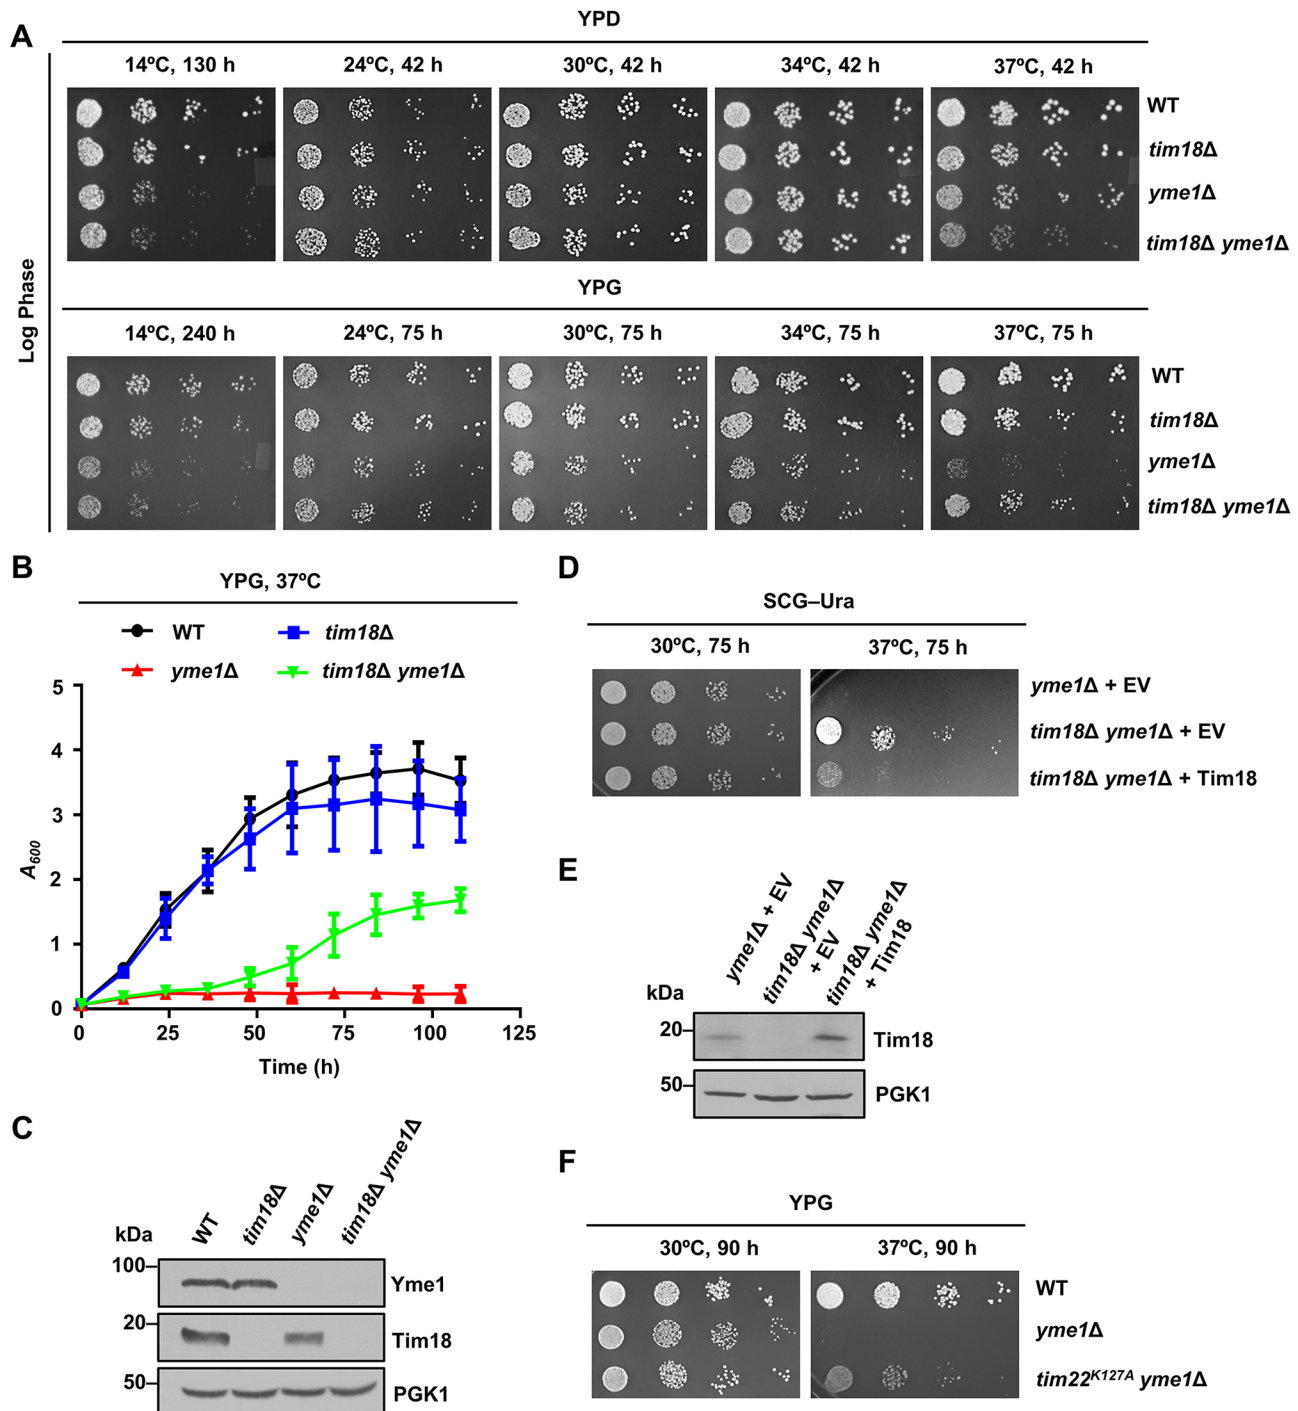 A
YPD
14ºC, 130 h
24ºC, 42 h
30ºC, 42 h
34ºC, 42 h
37ºC, 42 h
WT
tim18Δ
yme1Δ
tim18Δ yme1Δ
Log Phase
YPG
14ºC, 240 h
24ºC, 75 h
30ºC, 75 h
34ºC, 75 h
37ºC, 75 h
WT
tim18Δ
yme1Δ
tim18Δ yme1Δ
B
YPG, 37ºC
WT
tim18Δ
yme1Δ
tim18Δ yme1Δ
A600
5
4
3
2
1
0
0
25
50
75
100
125
Time (h)
C
WT
tim18Δ
yme1Δ
tim18Δ yme1Δ
kDa
100
Yme1
20
Tim18
50
PGK1
D
SCG–Ura
30ºC, 75 h
37ºC, 75 h
yme1Δ + EV
tim18Δ yme1Δ + EV
tim18Δ yme1Δ + Tim18
E
yme1Δ + EV
tim18Δ yme1Δ
+ EV
tim18Δ yme1Δ
+ Tim18
kDa
20
Tim18
50
PGK1
F
YPG
30ºC, 90 h
37ºC, 90 h
WT
yme1Δ
tim22K127A yme1Δ